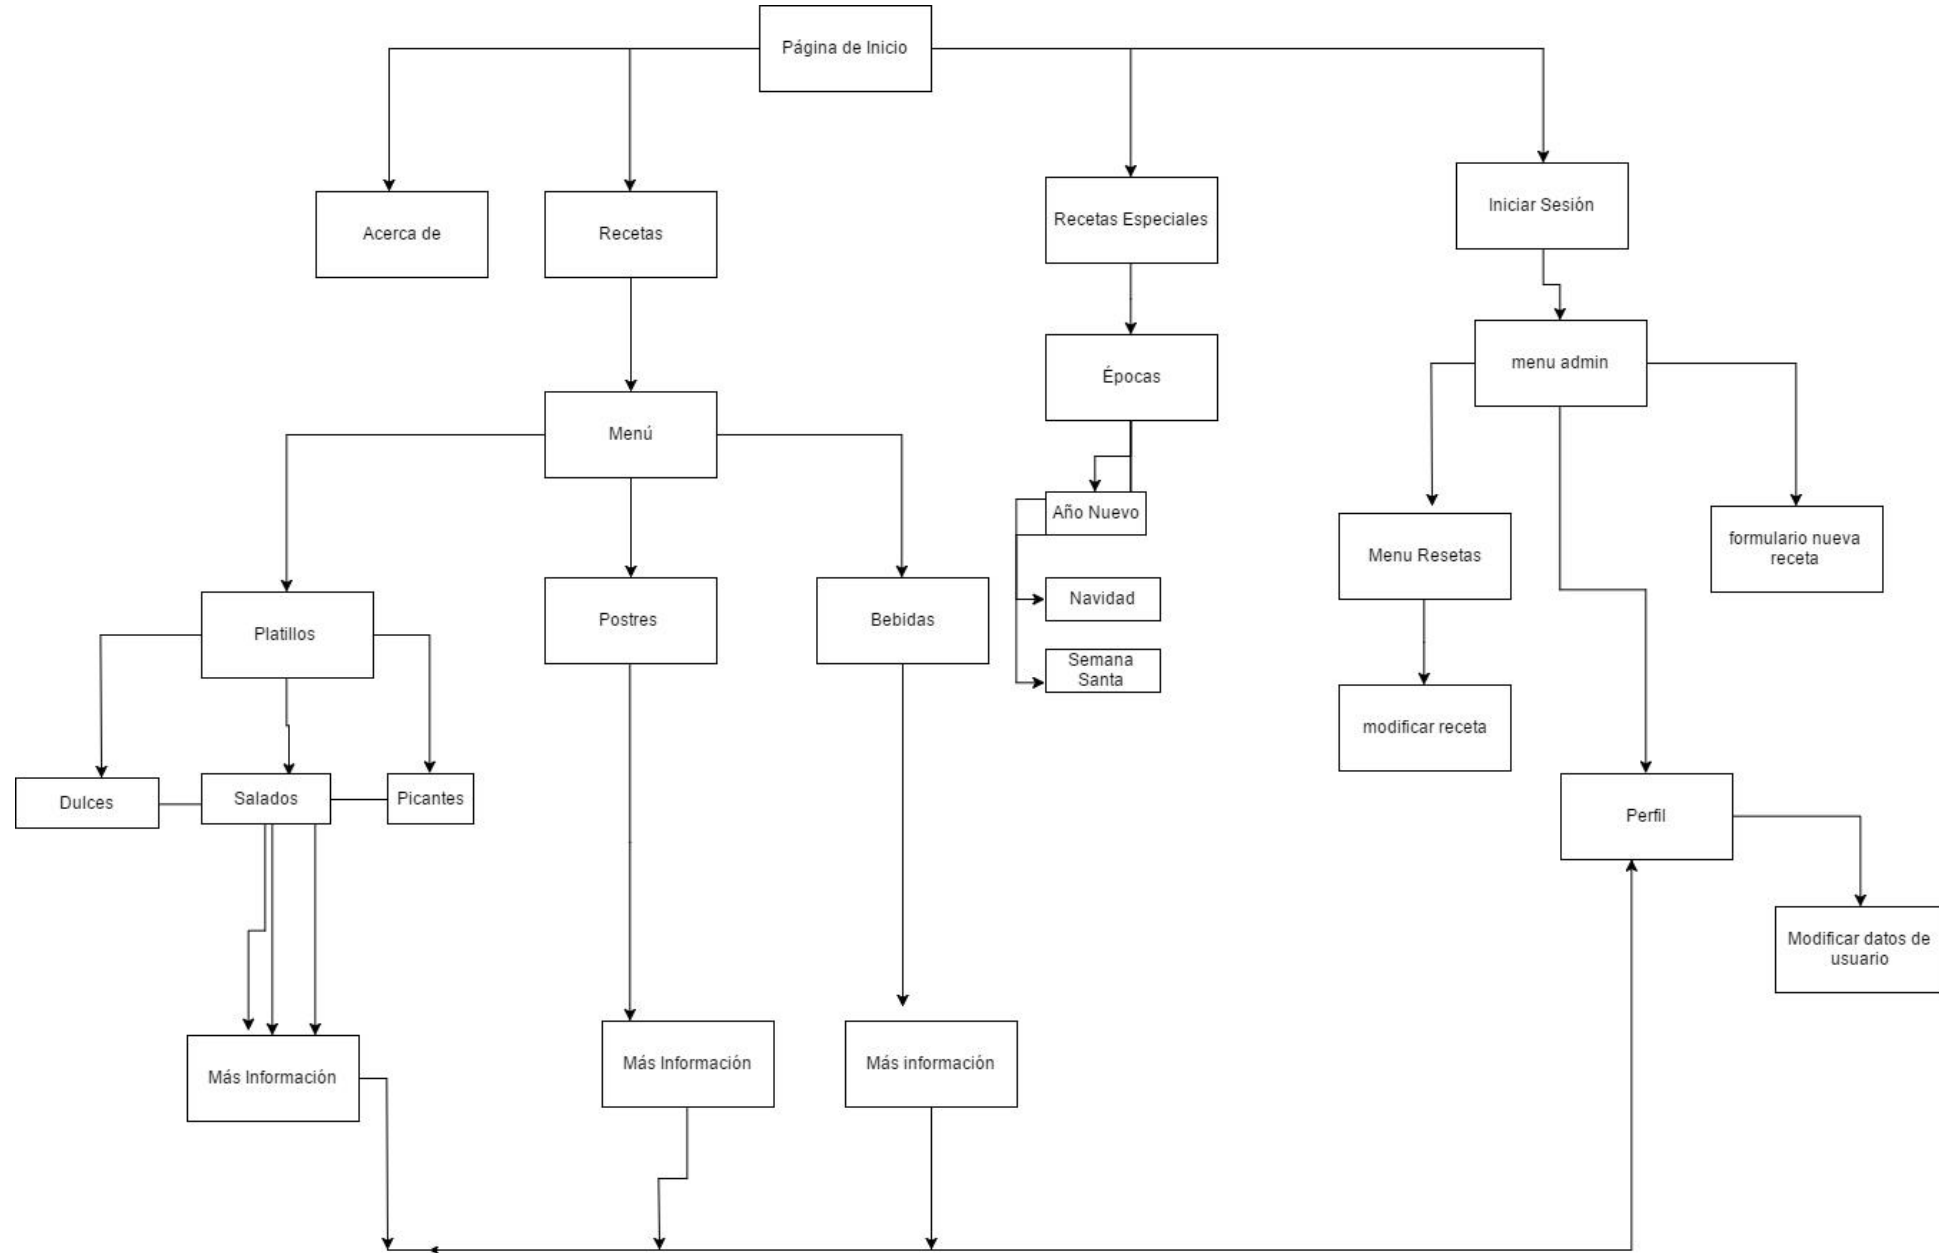 Página de Inicio
Acerca de
Recetas
Recetas Especiales
Iniciar Sesión
menu admin
Épocas
Menú
Año Nuevo
Menu Resetas
formulario nueva
receta
Navidad
Platillos
Postres
Bebidas
Semana
Santa
modificar receta
Dulces
Salados
Picantes
Perfil
Modificar datos de
usuario
Más Información
Más Información
Más información